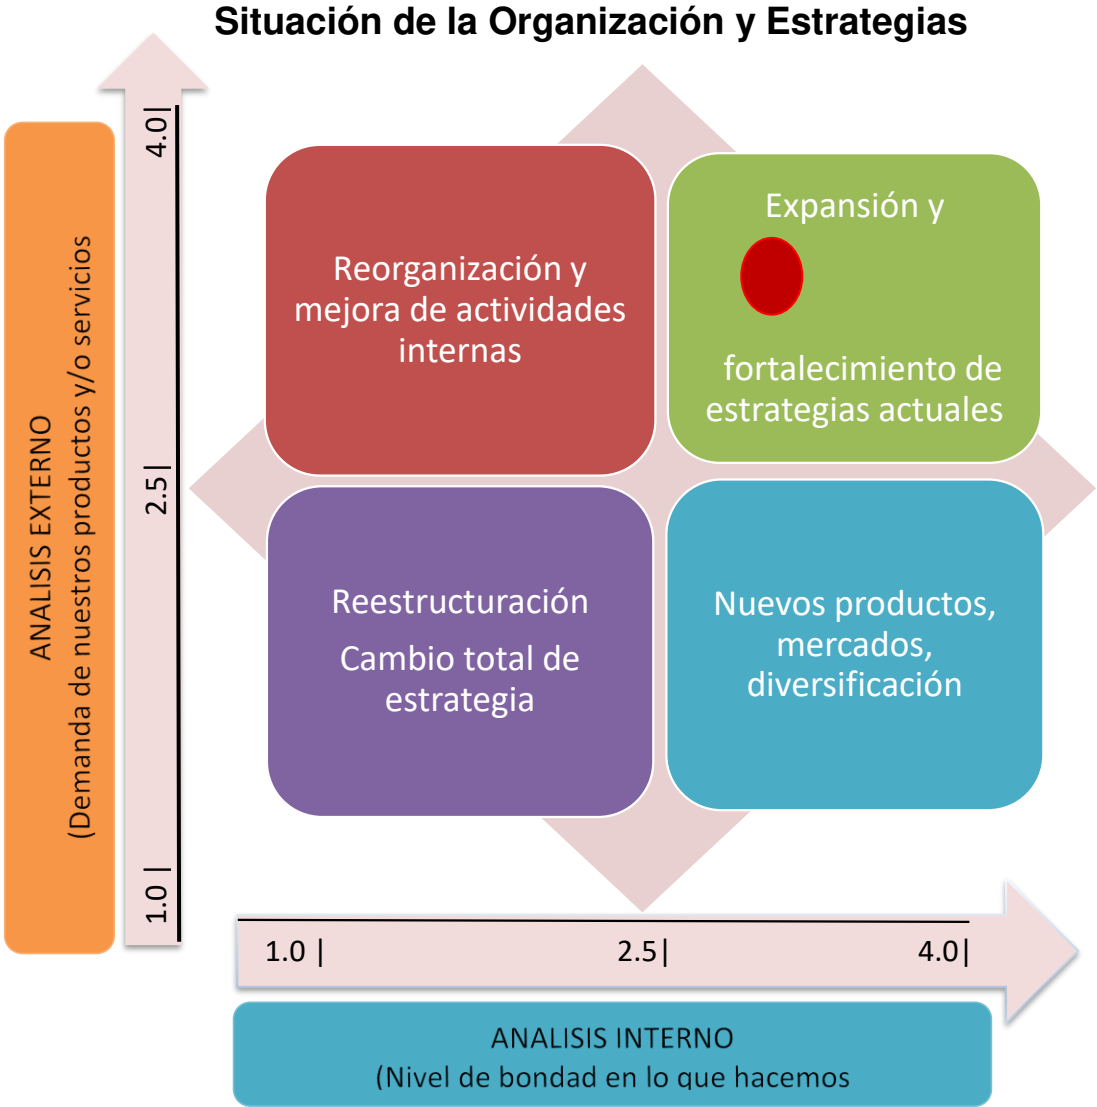 Situación de la Organización y Estrategias
ANALISIS EXTERNO
(Demanda de nuestros productos y/o servicios
4.0|
2.5|
1.0 |
Reorganización y
mejora de actividades
internas
Expansión y
fortalecimiento de
estrategias actuales
Reestructuración
Cambio total de
estrategia
Nuevos productos,
mercados,
diversificación
1.0 |
2.5|
4.0|
ANALISIS INTERNO
(Nivel de bondad en lo que hacemos